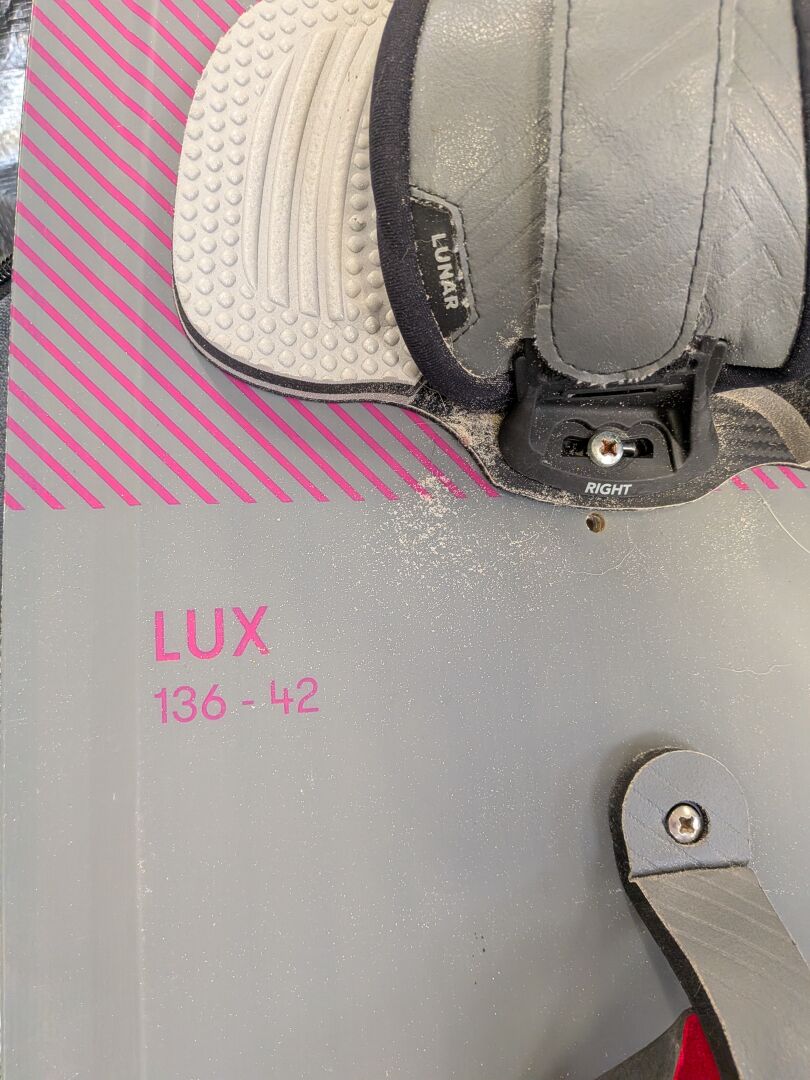 LUNAR
RIGHT
LUX
136 - 42